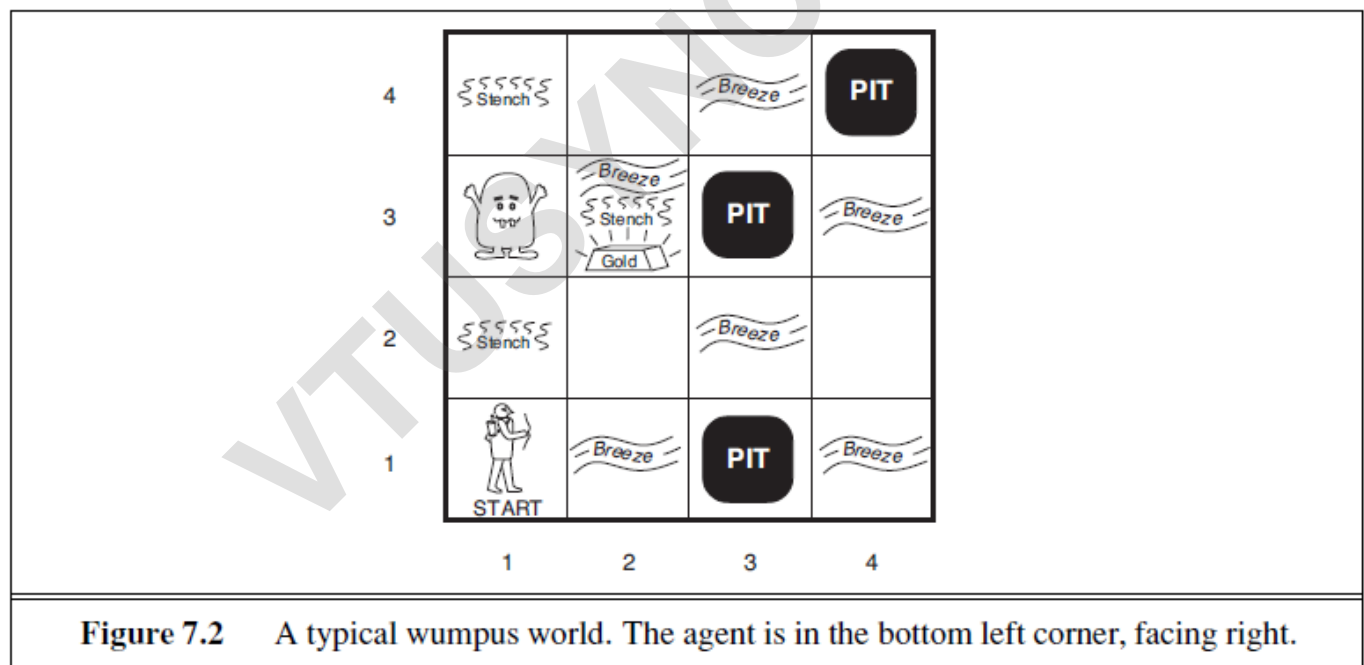 4 Stench Breeze PIT
Breeze
3 Stench PIT Breeze
Gold
2 Stench Breeze
1 Breeze PIT Breeze
START
1 2 3 4
Figure 7.2 A typical wumpus world. The agent is in the bottom left corner, facing right.
VTUSYNO